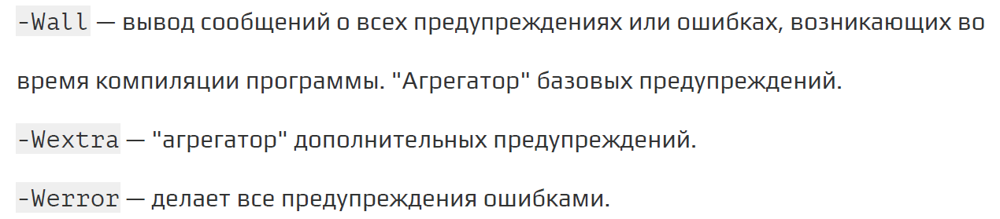 -Wall — вывод сообщений о всех предупреждениях или ошибках, возникающих во
время компиляции программы. "Агрегатор" базовых предупреждений.
-Wextra — "агрегатор" дополнительных предупреждений.
-Werror — делает все предупреждения ошибками.